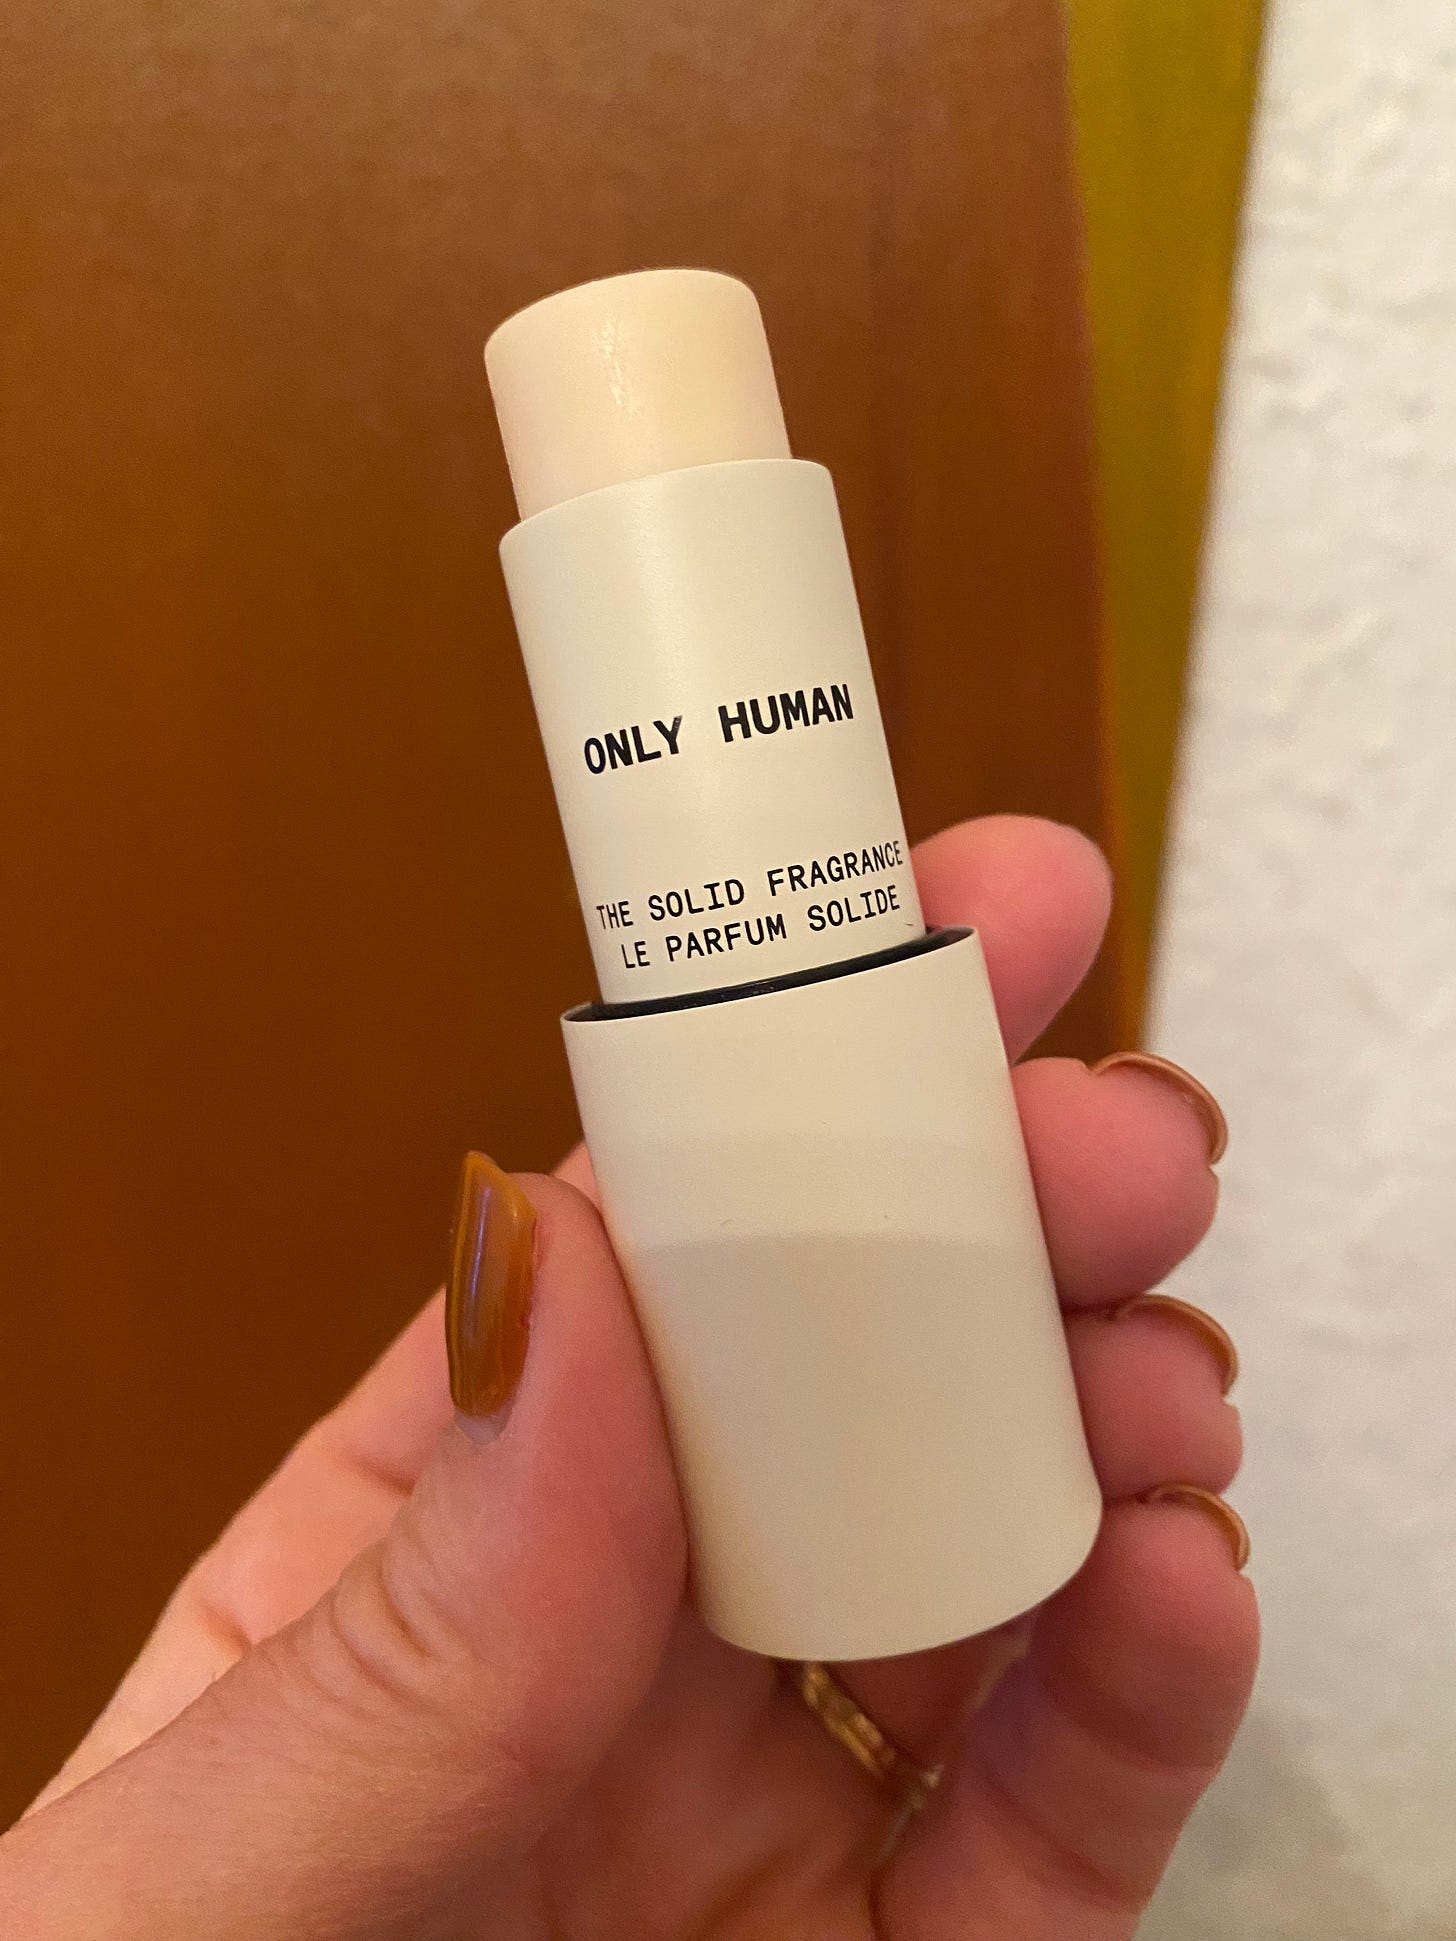 ONLY HUMAN
THE SOLID FRAGRANCE
LE PARFUM SOLIDE